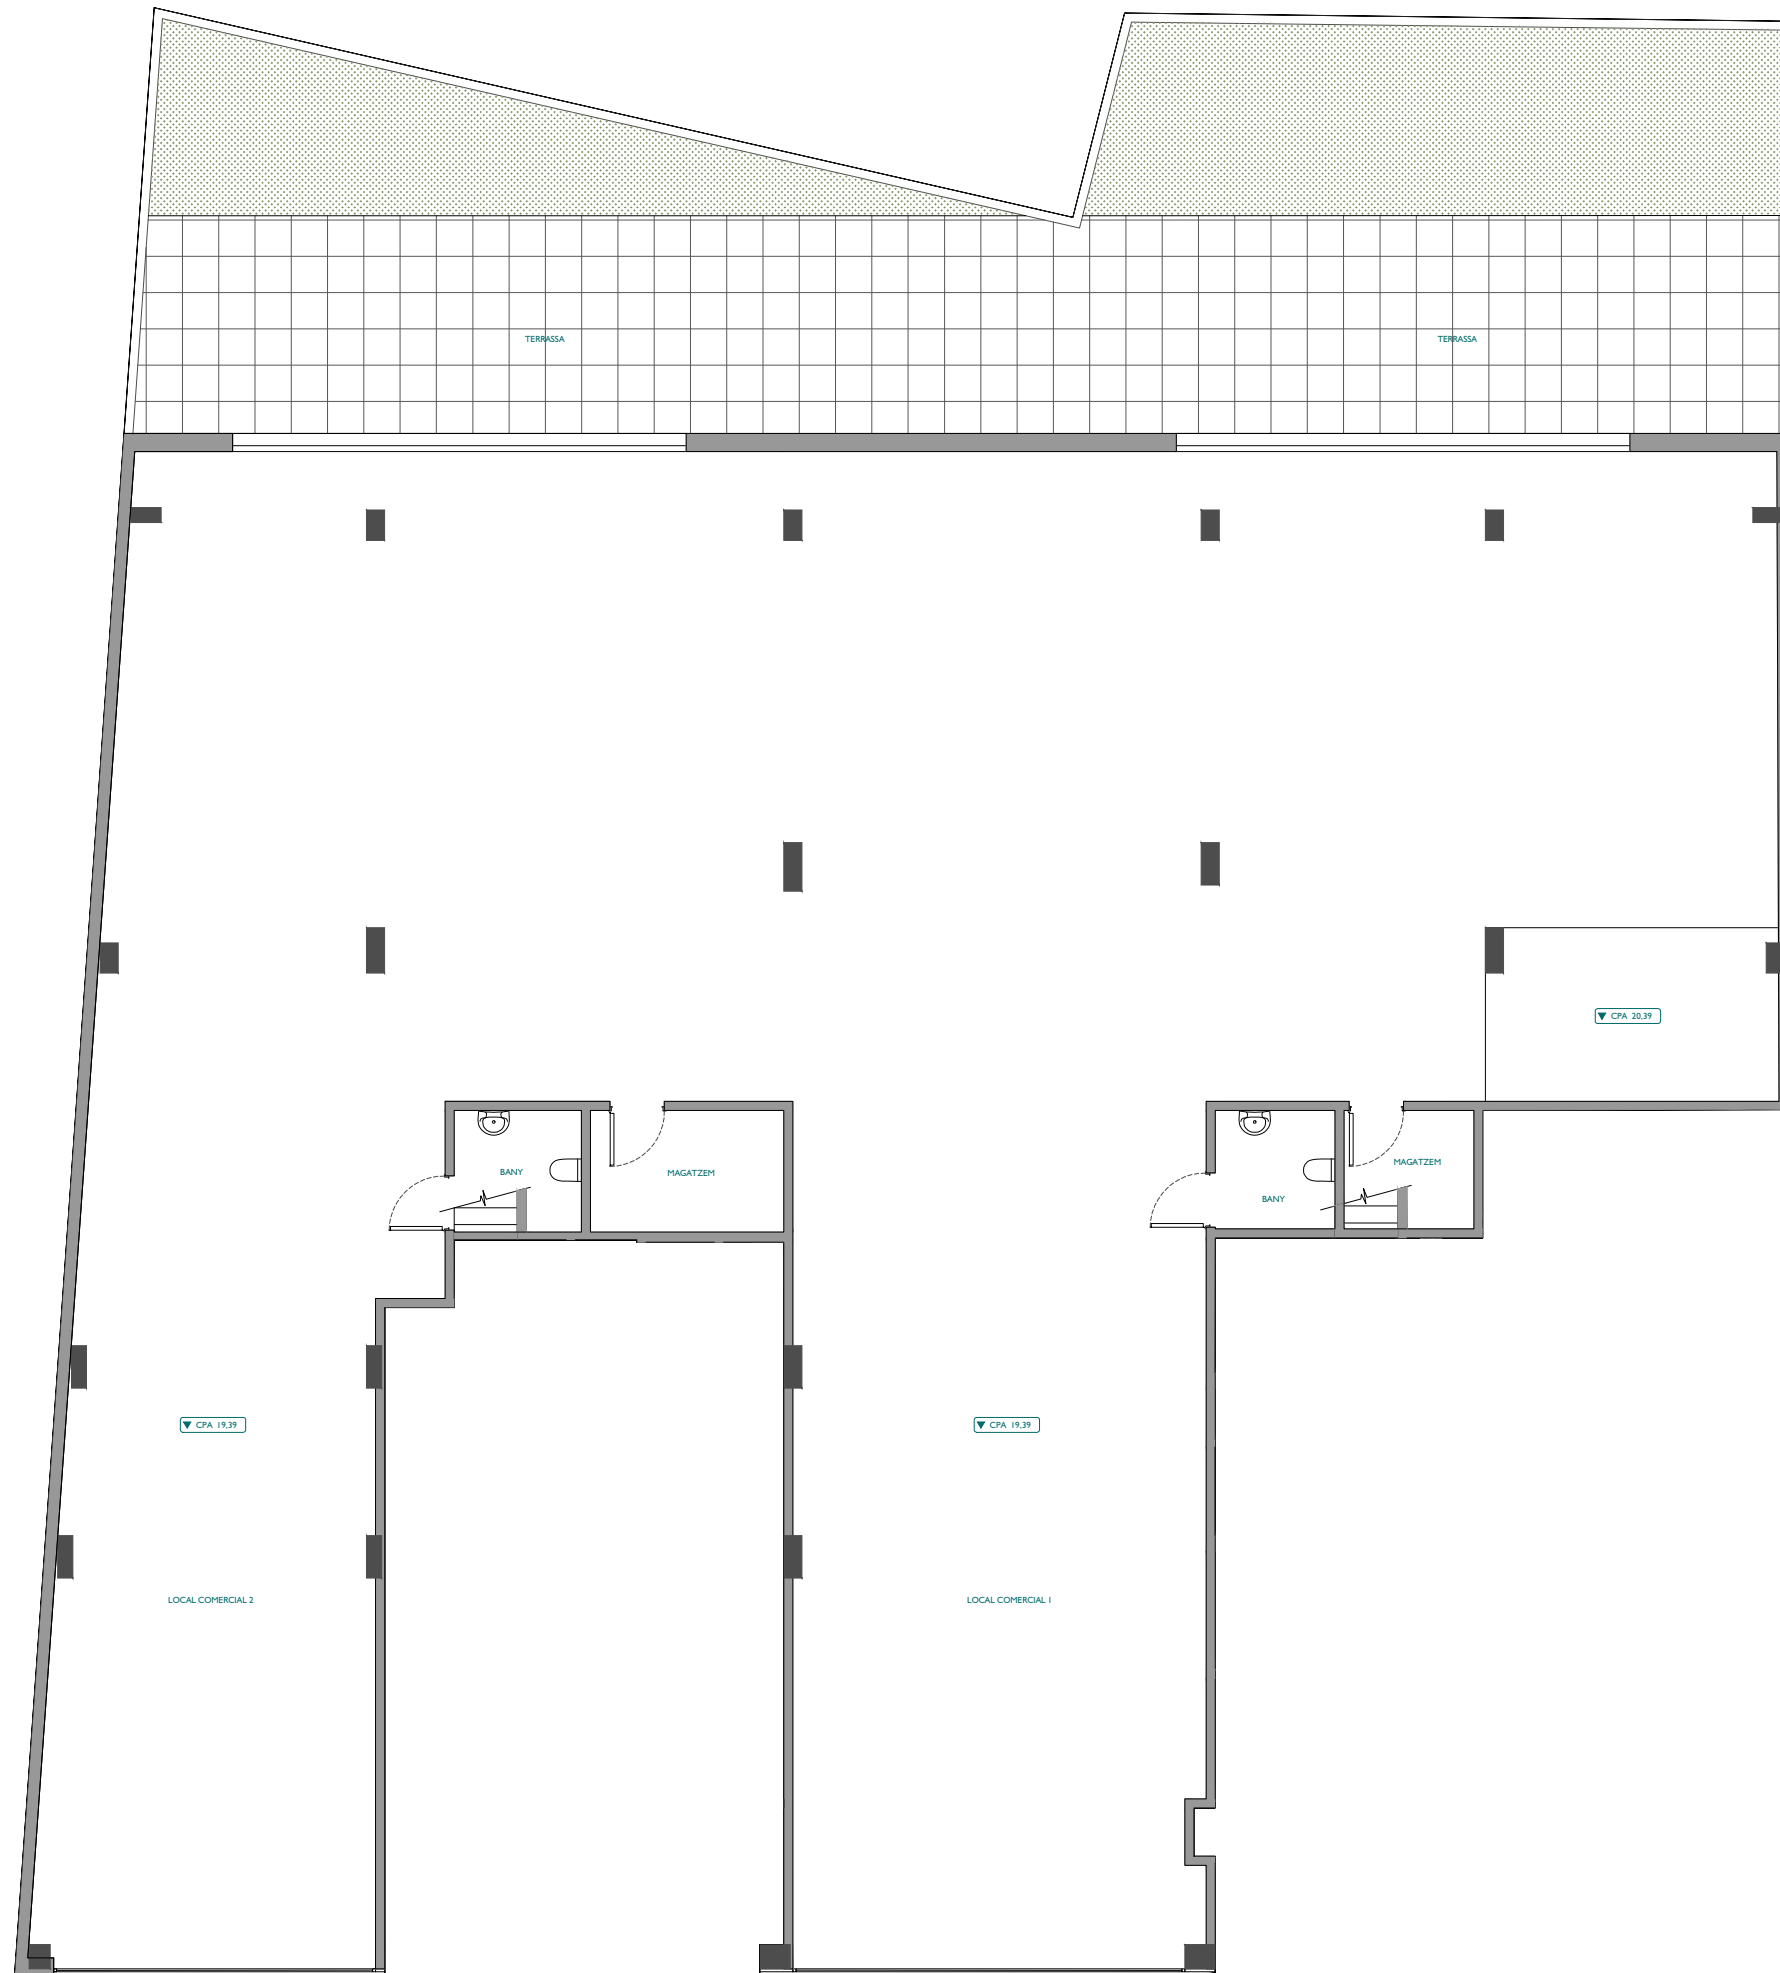 TERRASSA
TERRASSA
CPA 20,39
BANY
MAGATZEM
BANY
MAGATZEM
CPA 19,39
CPA 19,39
LOCAL COMERCIAL 2
LOCAL COMERCIAL 1